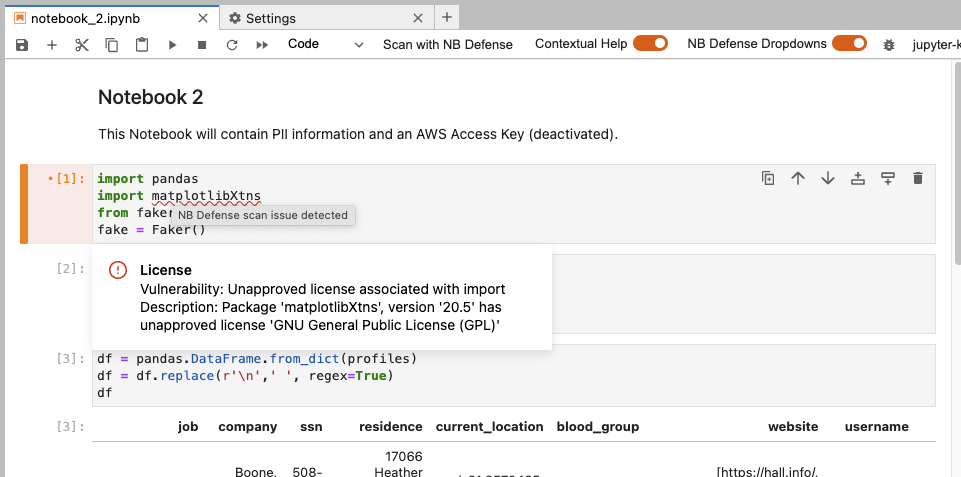 notebook_2.ipynb
Settings
Code
Scan with NB Defense
Contextual Help
NB Defense Dropdowns
jupyter-k
Notebook 2
This Notebook will contain PII information and an AWS Access Key (deactivated).
[1]:
import pandas
import matplotlibXtns
from faker
NB Defense scan issue detected
fake = Faker()
[2]:
License
Vulnerability: Unapproved license associated with import
Description: Package 'matplotlibXtns', version '20.5' has
unapproved license 'GNU General Public License (GPL)'
[3]:
df = pandas.DataFrame.from_dict(profiles)
df = df.replace(r'\n',' ', regex=True)
df
[3]:
job company ssn residence current_location blood_group website username
17066
Boone, 508- Heather [https://hall.info/,